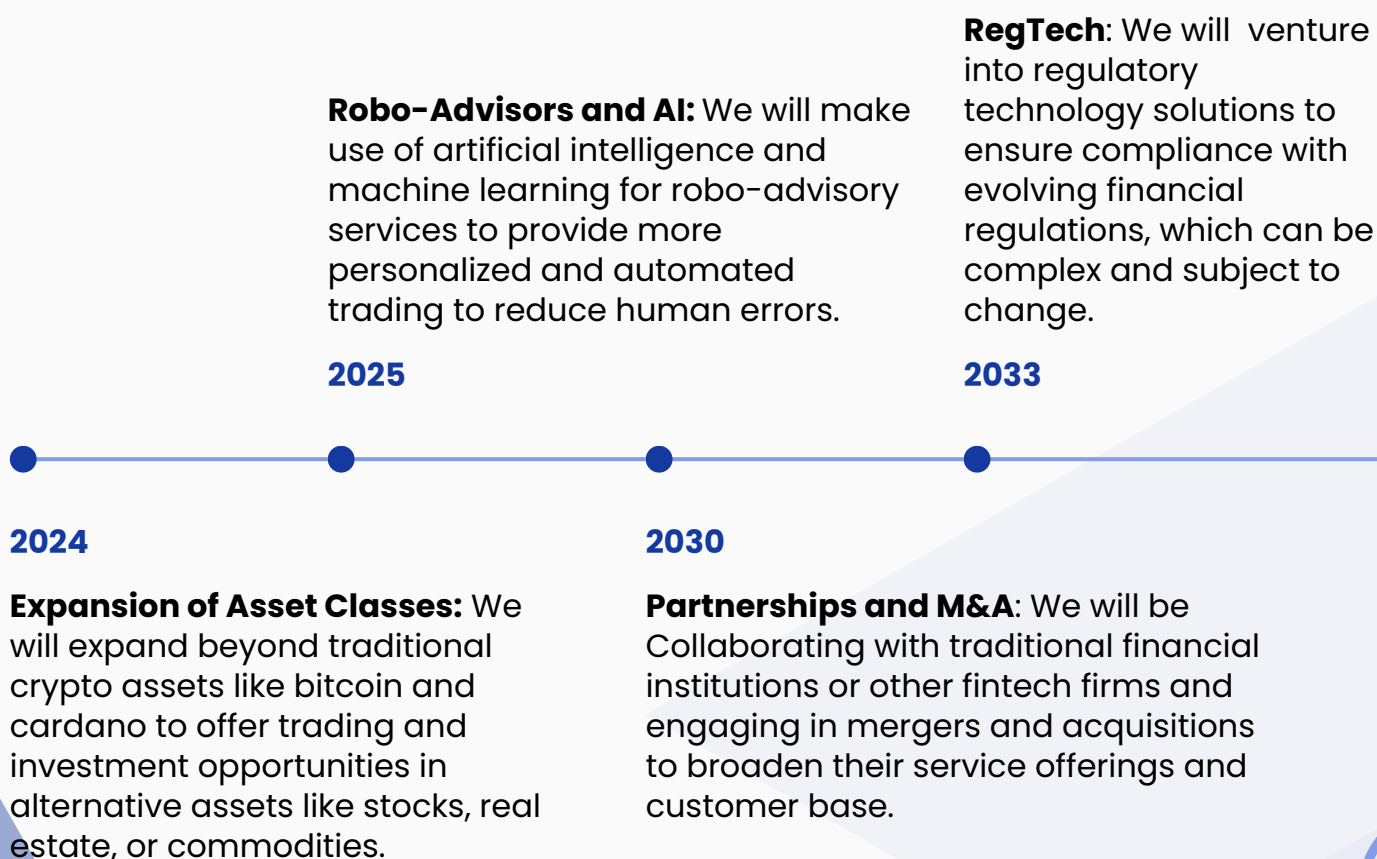 2024
Expansion of Asset Classes: We
will expand beyond traditional
crypto assets like bitcoin and
cardano to offer trading and
investment opportunities in
alternative assets like stocks, real
estate, or commodities.
Robo-Advisors and AI: We will make
use of artificial intelligence and
machine learning for robo-advisory
services to provide more
personalized and automated
trading to reduce human errors.
2025
2030
Partnerships and M&A: We will be
Collaborating with traditional financial
institutions or other fintech firms and
engaging in mergers and acquisitions
to broaden their service offerings and
customer base.
RegTech: We will  venture
into regulatory
technology solutions to
ensure compliance with
evolving financial
regulations, which can be
complex and subject to
change.
2033